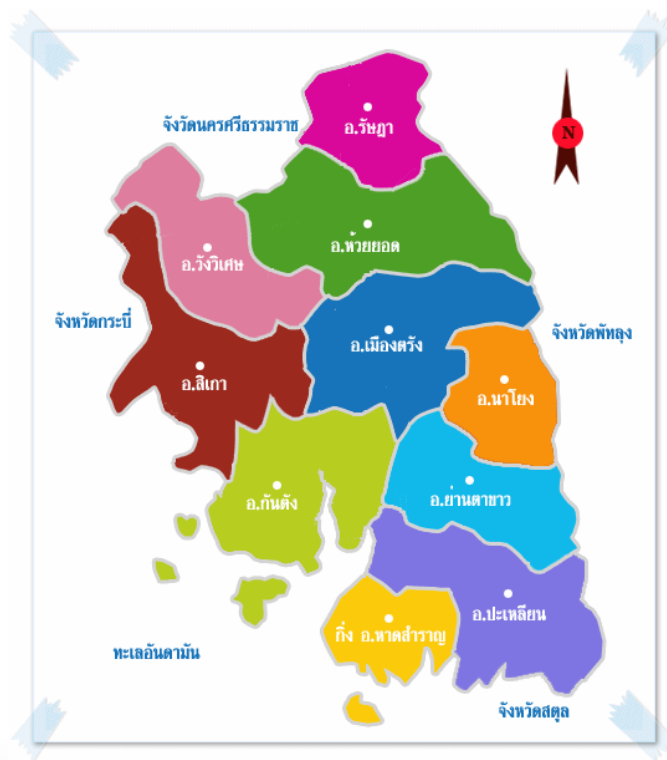 อ.รัษฎา
จังวัดนครศรีธรรมราช
N
อ.ห้วยยอด
อ.วังวิเศษ
จังหวัดกระบี่
จังหวัดพัทลุง
อ.เมืองตรัง
อ.สิเกา
อ.นาโยง
อ.กันตัง
อ.ย่านตาขาว
อ.ปะเหลียน
กิ่ง อ.หาดสำราญ
ทะเลอันดามัน
จังหวัดสตูล